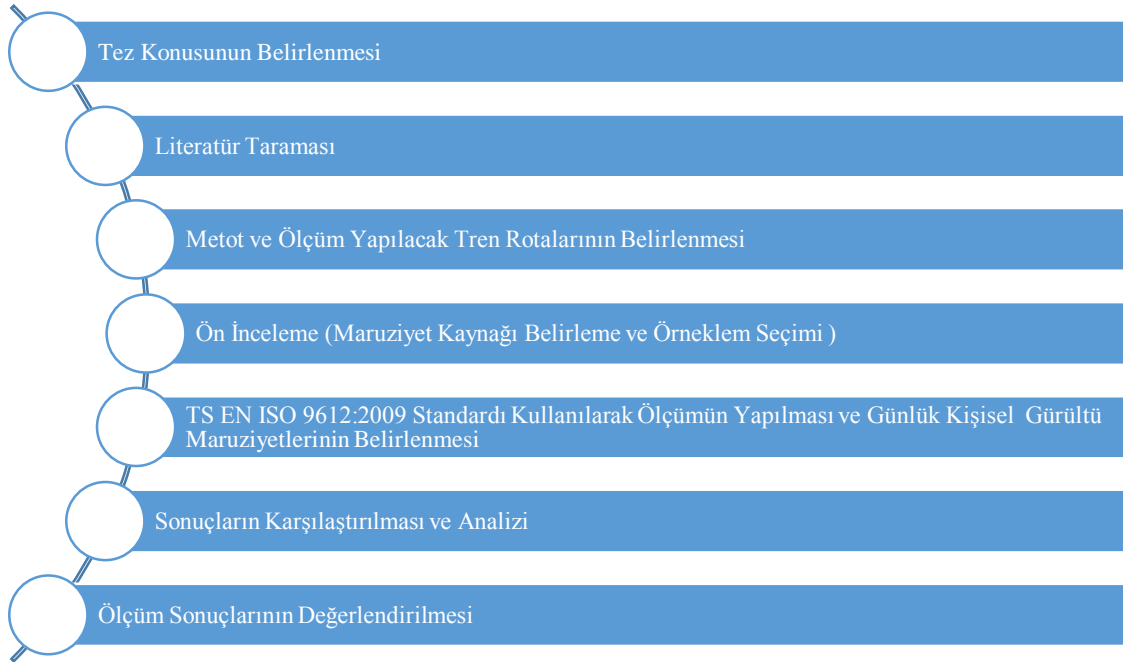 Tez Konusunun Belirlenmesi
Literatür Taraması
Metot ve Ölçüm Yapılacak Tren Rotalarının Belirlenmesi
Ön İnceleme (Maruziyet Kaynağı Belirleme ve Örneklem Seçimi )
TS EN ISO 9612:2009 Standardı Kullanılarak Ölçümün Yapılması ve Günlük Kişisel Gürültü
Maruziyetlerinin Belirlenmesi
Sonuçların Karşılaştırılması ve Analizi
Ölçüm Sonuçlarının Değerlendirilmesi